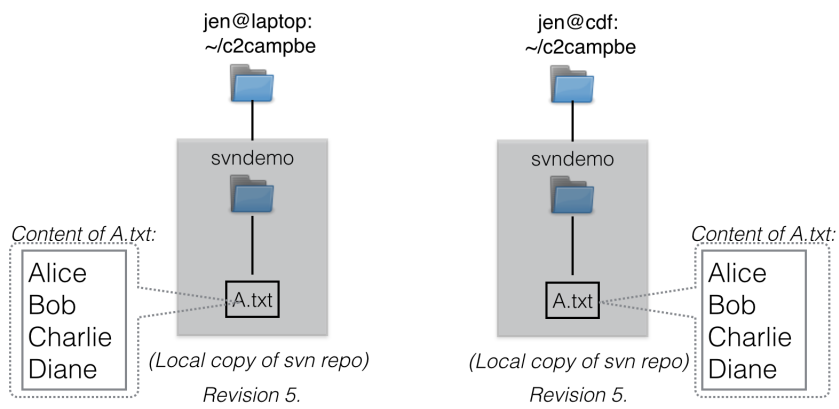 jen@laptop:
~/c2campbe
svndemo
Content of A.txt:
Alice
Bob
Charlie
Diane
A.txt
(Local copy of svn repo)
Revision 5.
jen@cdf:
~/c2campbe
svndemo
Content of A.txt:
Alice
Bob
Charlie
Diane
A.txt
(Local copy of svn repo)
Revision 5.